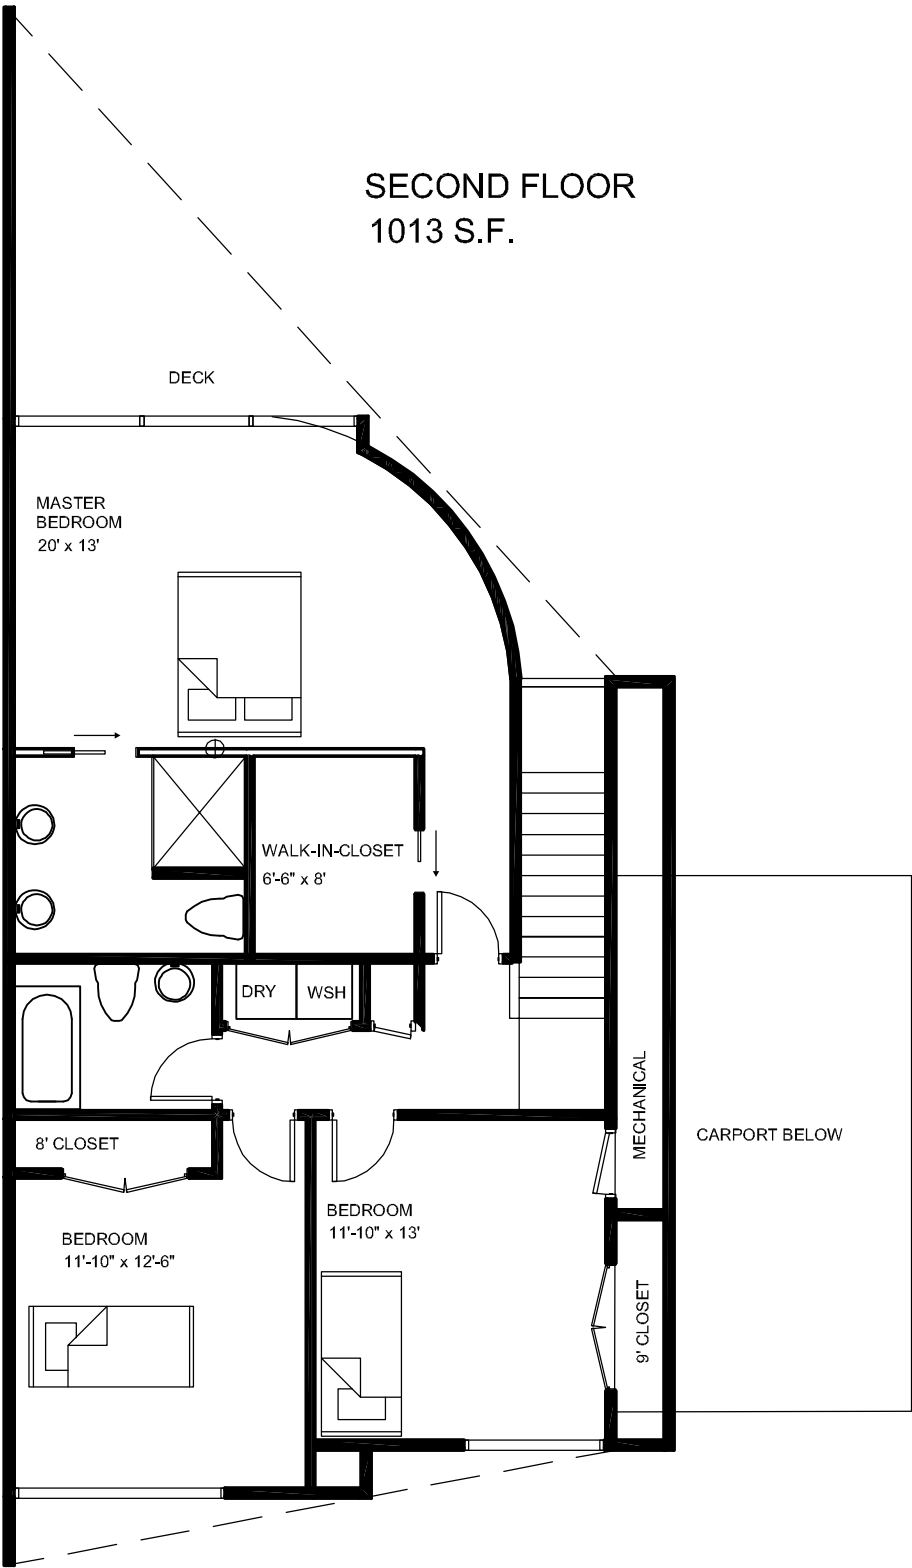 SECOND FLOOR
1013 S.F.
DECK
MASTER
BEDROOM
20' x 13'
WALK-IN-CLOSET
6'-6" x 8'
DRY
WSH
MECHANICAL
CARPORT BELOW
8' CLOSET
BEDROOM
11'-10" x 13'
BEDROOM
11'-10" x 12'-6"
9' CLOSET